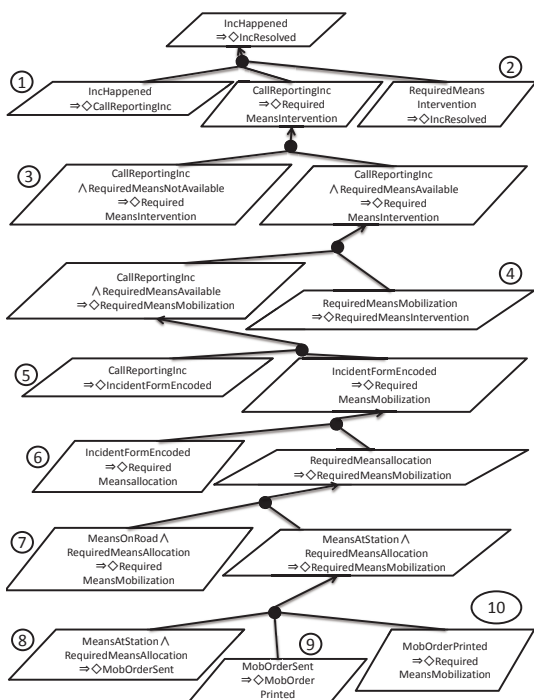 IncHappened
⇒◇IncResolved
1
IncHappened
⇒◇CallReportingInc
CallReportingInc
⇒◇Required
MeansIntervention
2
RequiredMeans
Intervention
⇒◇IncResolved
3
CallReportingInc
∧RequiredMeansNotAvailable
⇒◇Required
MeansIntervention
CallReportingInc
∧RequiredMeansAvailable
⇒◇Required
MeansIntervention
CallReportingInc
∧RequiredMeansAvailable
⇒◇RequiredMeansMobilization
4
RequiredMeansMobilization
⇒◇RequiredMeansIntervention
5
CallReportingInc
⇒◇IncidentFormEncoded
IncidentFormEncoded
⇒◇Required
MeansMobilization
6
IncidentFormEncoded
⇒◇Required
Meansallocation
RequiredMeansallocation
⇒◇RequiredMeansMobilization
7
MeansOnRoad∧
RequiredMeansAllocation
⇒◇Required
MeansMobilization
MeansAtStation∧
RequiredMeansAllocation
⇒◇RequiredMeansMobilization
8
MeansAtStation∧
RequiredMeansAllocation
⇒◇MobOrderSent
9
MobOrderSent
⇒◇MobOrder
Printed
10
MobOrderPrinted
⇒◇Required
MeansMobilization